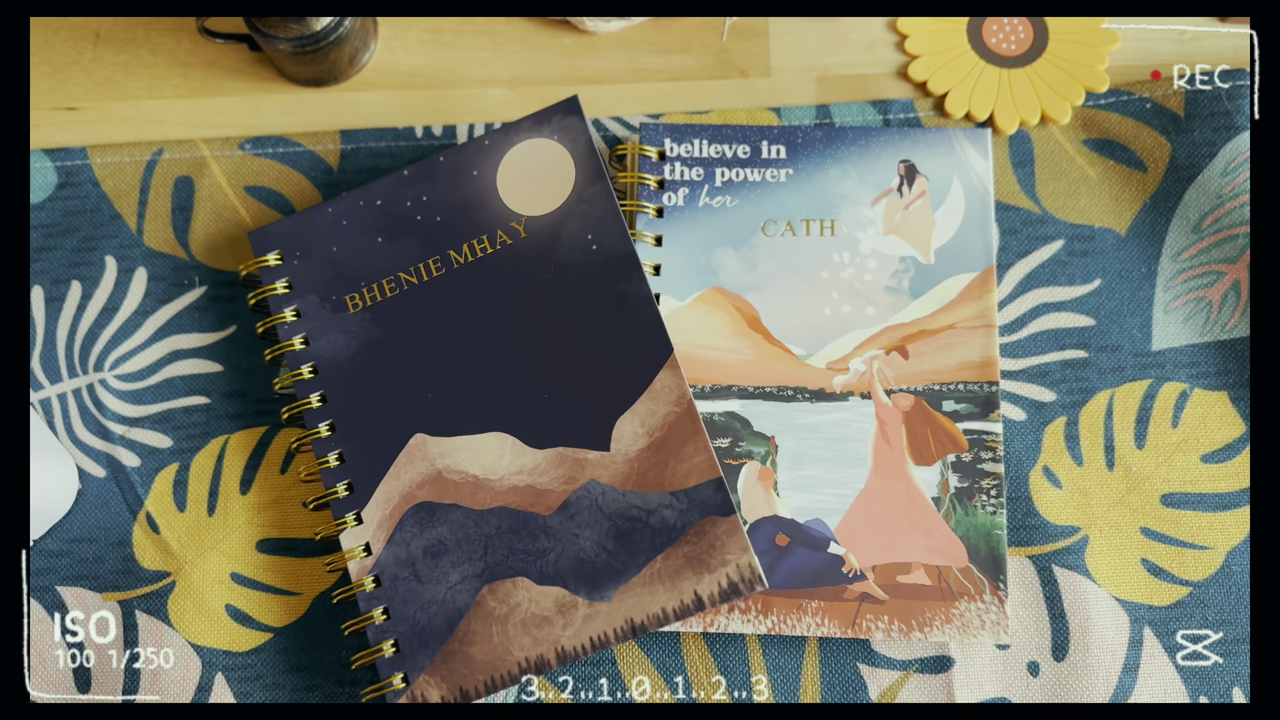 REC
believe in
the power
of her
CATH
BHENIE MHAY
ISO
100 1/250
3..2..1..0..1..2..3